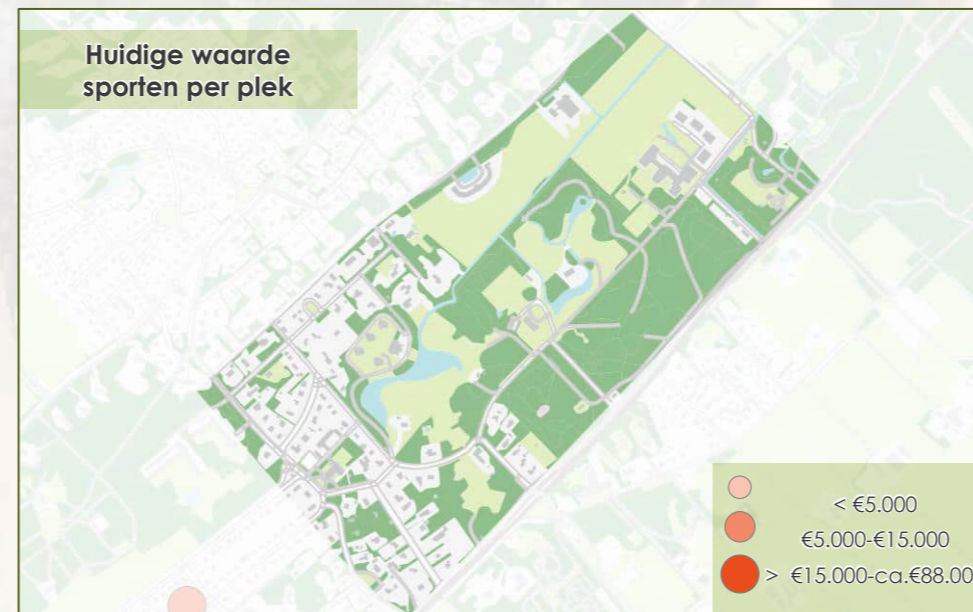 Huidige waarde
sporten per plek
< €5.000
€5.000-€15.000
> €15.000-ca.€88.00